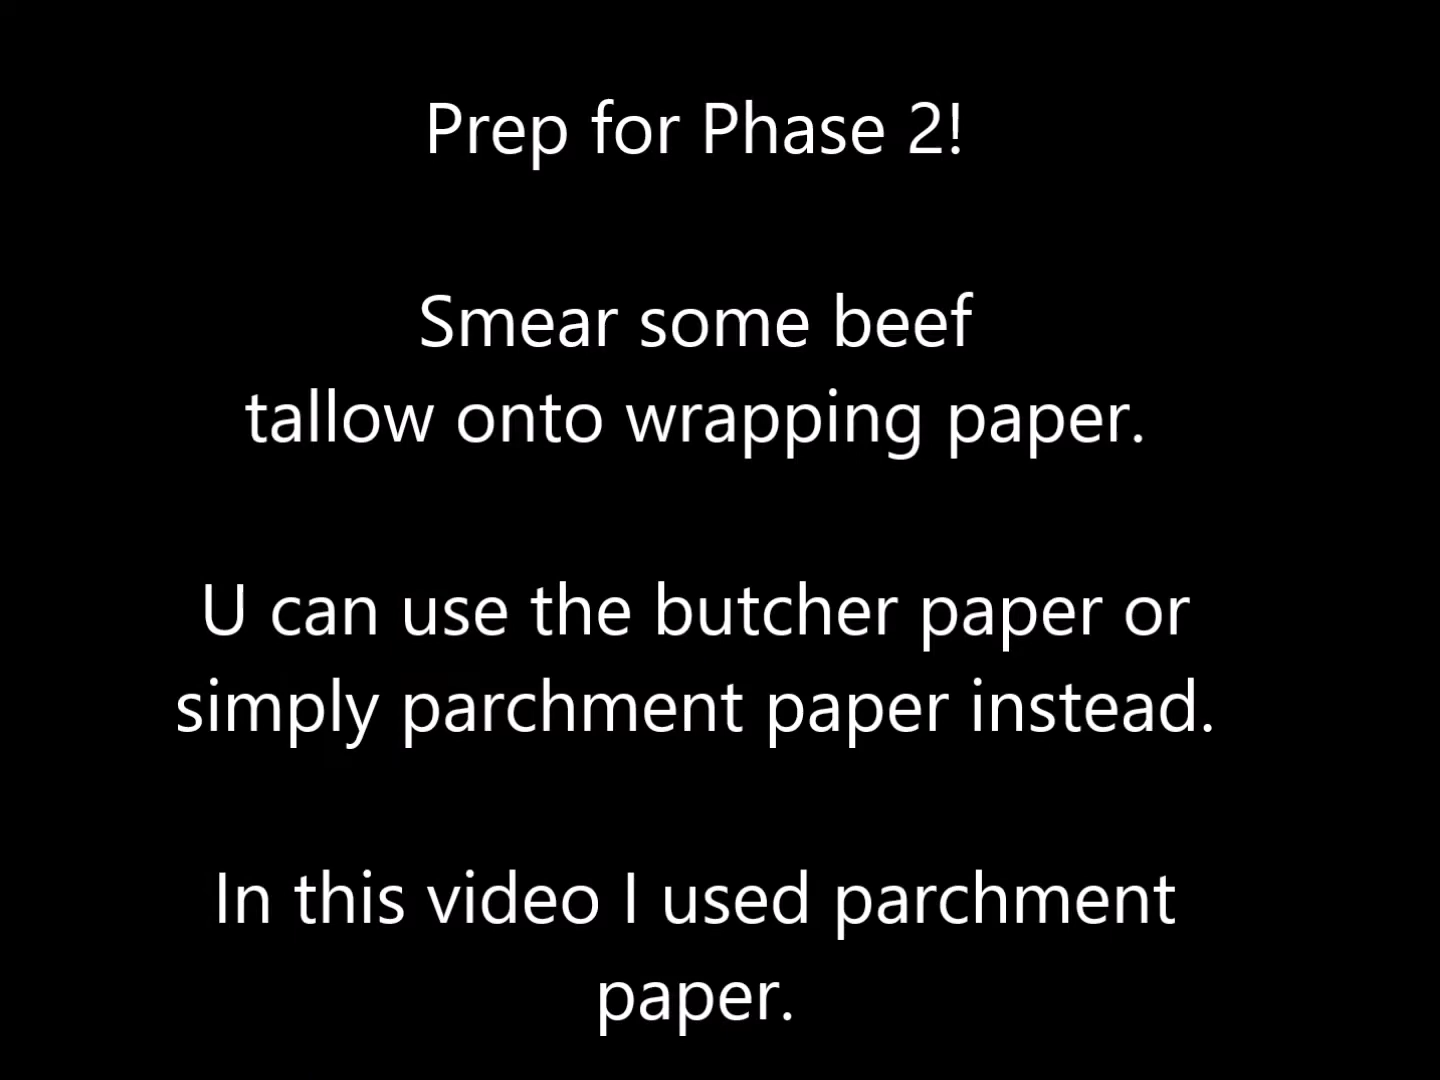 Prep for Phase 2!
Smear some beef
tallow onto wrapping paper.
U can use the butcher paper or
simply parchment paper instead.
In this video I used parchment
paper.